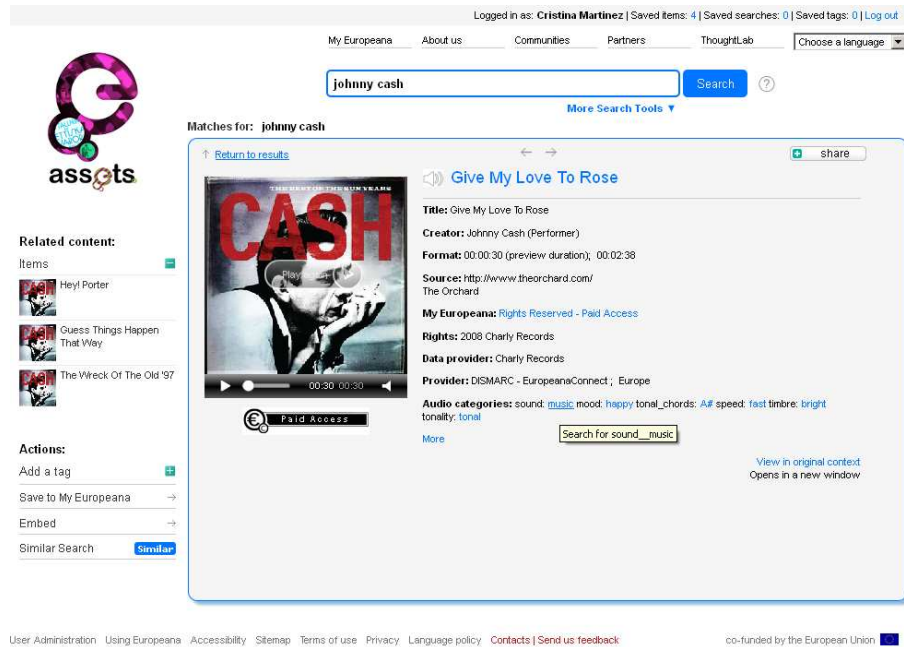 Logged in as: Cristina Martinez | Saved items: 4 | Saved searches: 0 | Saved tags: 0 | Log out
My Europeana About us Communities Partners ThoughtLab Choose a language
johnny cash Search ?
More Search Tools ▼
Matches for: johnny cash
assets
↑ Return to results ← → share
THE BEST OF THE SUN YEARS
CASH
Give My Love To Rose
Title: Give My Love To Rose
Creator: Johnny Cash (Performer)
Format: 00:00:30 (preview duration); 00:02:38
Source: http://www.theorchard.com/
The Orchard
My Europeana: Rights Reserved - Paid Access
Rights: 2008 Charly Records
Data provider: Charly Records
Provider: DISMARC - EuropeanaConnect ; Europe
Audio categories: sound: music mood: happy tonal_chords: A# speed: fast timbre: bright
tonality: tonal
More
Search for sound__music
View in original context
Opens in a new window
00:30 00:30
Paid Access
Related content:
Items
Hey! Porter
Guess Things Happen
That Way
The Wreck Of The Old '97
Actions:
Add a tag
Save to My Europeana →
Embed →
Similar Search Similar
User Administration Using Europeana Accessibility Sitemap Terms of use Privacy Language policy Contacts | Send us feedback co-funded by the European Union